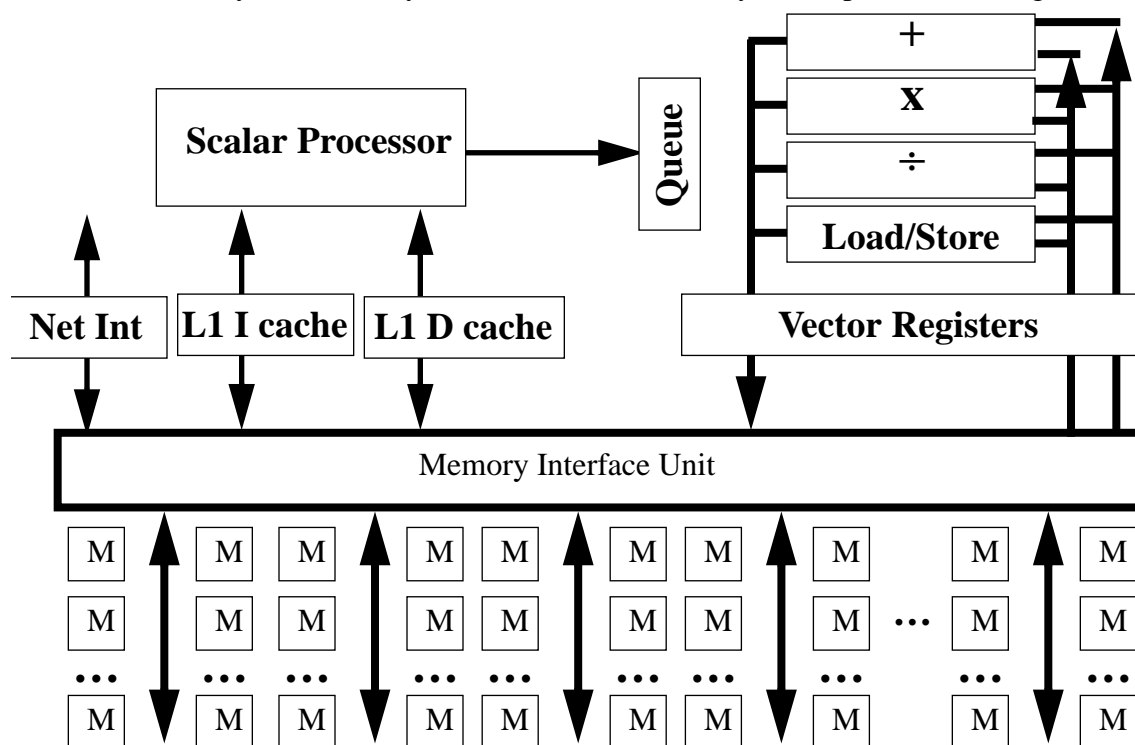 +
x
÷
Load/Store
Scalar Processor
Queue
Net Int
L1 I cache
L1 D cache
Vector Registers
Memory Interface Unit
M M M M M M M M M M
M M M M M M M M ... M M
... ... ... ... ... ... ... ... ... ...
M M M M M M M M M M